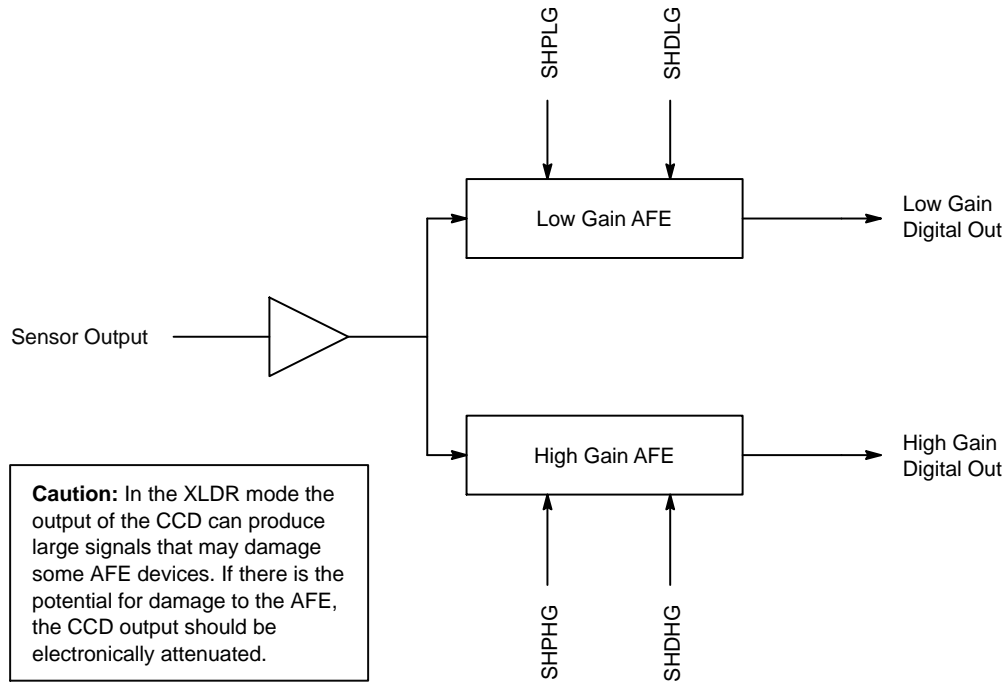 SHPLG
SHDLG
Low Gain AFE
Low Gain
Digital Out
Sensor Output
High Gain AFE
High Gain
Digital Out
Caution: In the XLDR mode the
output of the CCD can produce
large signals that may damage
some AFE devices. If there is the
potential for damage to the AFE,
the CCD output should be
electronically attenuated.
SHPHG
SHDHG